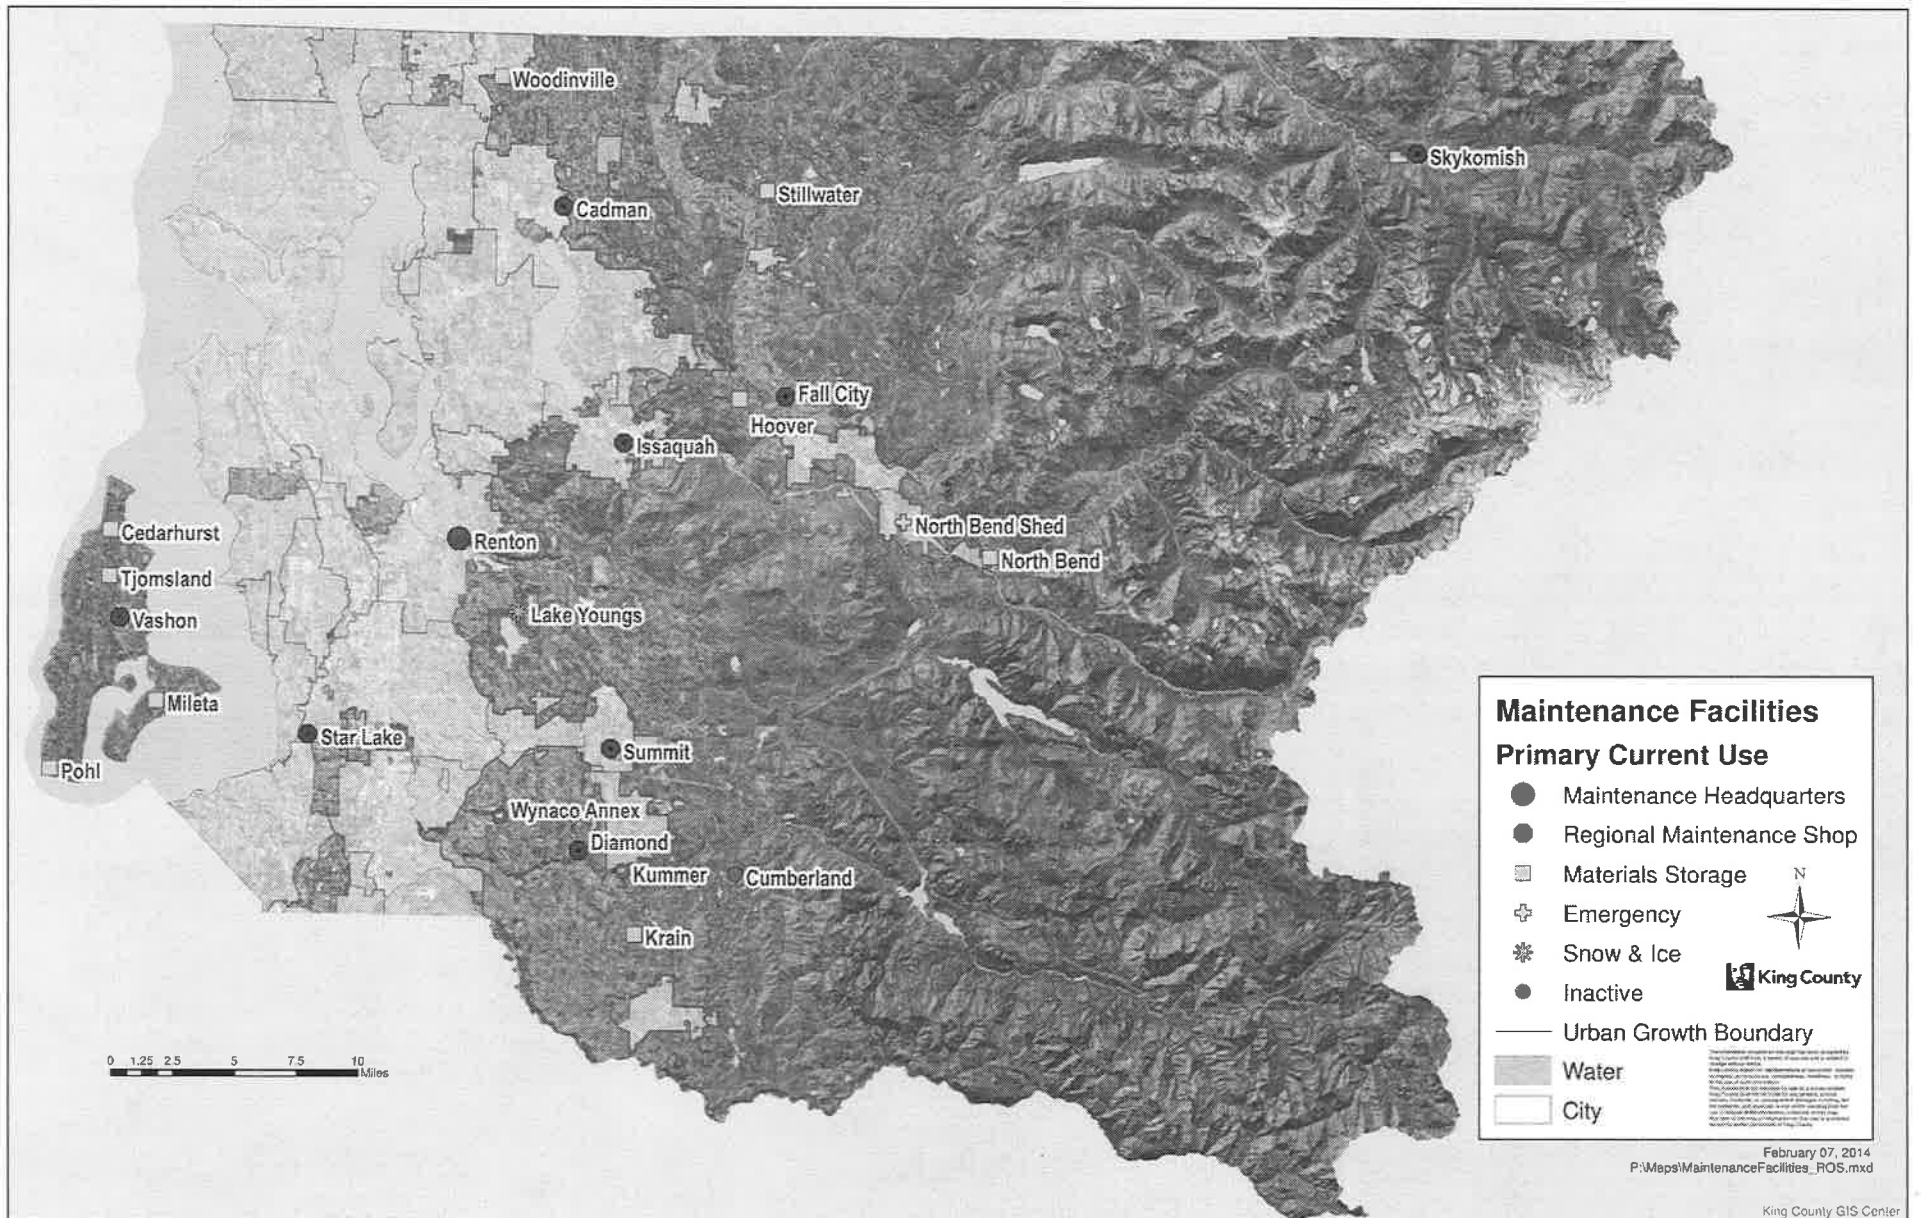 Woodinville
Skykomish
Stillwater
Cadman
Fall City
Hoover
Issaquah
North Bend Shed
Cedarhurst
Renton
North Bend
Tjomsland
Vashon
Lake Youngs
Mileta
Star Lake
Summit
Pohl
Wynaco Annex
Diamond
Kummer
Cumberland
Krain
0 1.25 2.5 5 7.5 10
Miles
Maintenance Facilities
Primary Current Use
Maintenance Headquarters
Regional Maintenance Shop
Materials Storage
N
Emergency
Snow & Ice
King County
Inactive
Urban Growth Boundary
Water
City
February 07, 2014
P:\Maps\MaintenanceFacilities_ROS.mxd
King County GIS Center